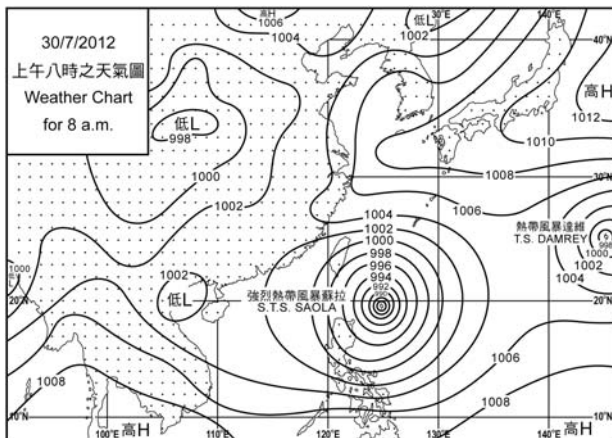 30/7/2012
上午八時之天氣圖
Weather Chart
for 8 a.m.
高H
1006
1004
低L
1002
130°E
140°E
40°N
高H
1012
1010
1008
低L
998
1000
1002
30°N
1006
1004
1002
1000
998
996
994
992
熱帶風暴達維
T.S. DAMREY
998
1000
1002
1004
1000
1002
低L
強烈熱帶風暴蘇拉
S.T.S. SAOLA
20°N
20°N
1006
1008
1008
10°N
100°E
高H
110°E
120°E
130°E
高H
140°E
10°N